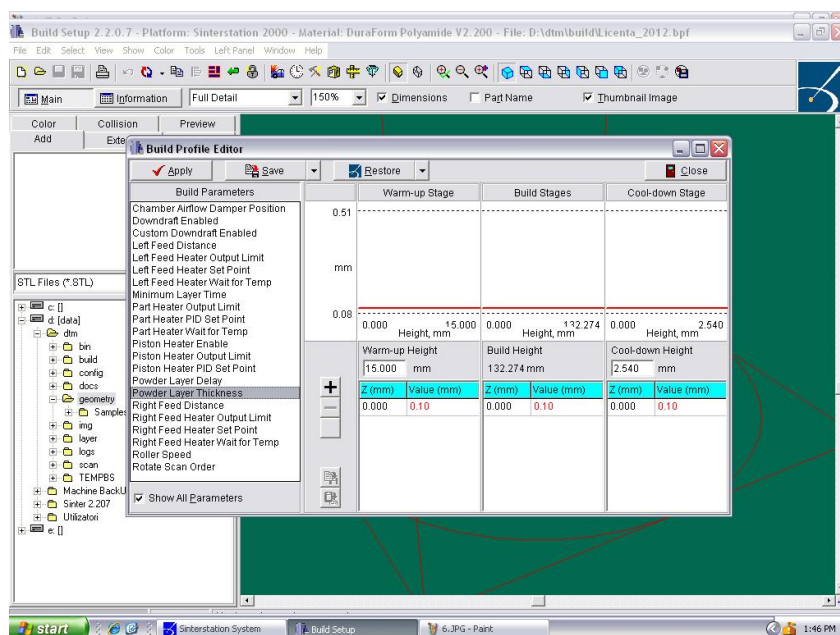 Build Setup 2.2.0.7 - Platform: Sinterstation 2000 - Material: DuraForm Polyamide V2.200 - File: D:\dtm\build\Licenta_2012.bpf
File Edit Select View Show Color Tools Left Panel Window Help
Main Information Full Detail 150% Dimensions Part Name Thumbnail Image
Color Collision Preview
Add Exte
Build Profile Editor
Apply Save Restore Close
Build Parameters
Chamber Airflow Damper Position
Downdraft Enabled
Custom Downdraft Enabled
Left Feed Distance
Left Feed Heater Output Limit
Left Feed Heater Set Point
Left Feed Heater Wait for Temp
Minimum Layer Time
Part Heater Output Limit
Part Heater PID Set Point
Part Heater Wait for Temp
Piston Heater Enable
Piston Heater Output Limit
Piston Heater PID Set Point
Powder Layer Delay
Powder Layer Thickness
Right Feed Distance
Right Feed Heater Output Limit
Right Feed Heater Set Point
Right Feed Heater Wait for Temp
Roller Speed
Rotate Scan Order
Show All Parameters
Warm-up Stage Build Stages Cool-down Stage
0.51
mm
0.08
0.000 15.000 0.000 132.274 0.000 2.540
Height, mm Height, mm Height, mm
Warm-up Height Build Height Cool-down Height
15.000 mm 132.274 mm 2.540 mm
Z (mm) Value (mm) Z (mm) Value (mm) Z (mm) Value (mm)
0.000 0.10 0.000 0.10 0.000 0.10
STL Files (*.STL)
c: []
d: [data]
dtm
bin
build
config
docs
geometry
Samples
img
layer
logs
scan
TEMPBS
Machine BackU
Sinter 2.207
Utilizatori
e: []
start Sinterstation System Build Setup 6.JPG - Paint 1:46 PM